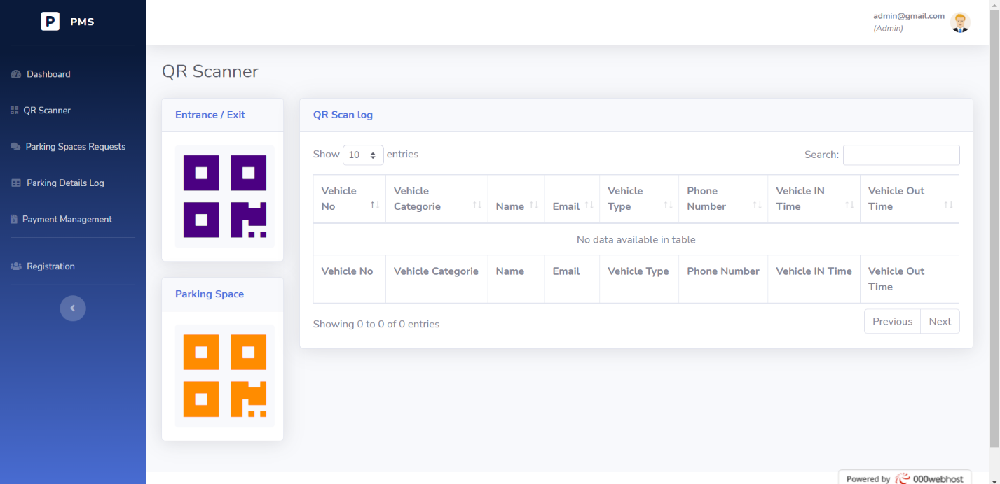 P PMS
admin@gmail.com
(Admin)
Dashboard
QR Scanner
Parking Spaces Requests
Parking Details Log
Payment Management
Registration
QR Scanner
Entrance / Exit
Parking Space
QR Scan log
Show 10 entries
Search:
Vehicle No
Vehicle Categorie
Name
Email
Vehicle Type
Phone Number
Vehicle IN Time
Vehicle Out Time
No data available in table
Vehicle No
Vehicle Categorie
Name
Email
Vehicle Type
Phone Number
Vehicle IN Time
Vehicle Out Time
Showing 0 to 0 of 0 entries
Previous
Next
Powered by 000webhost